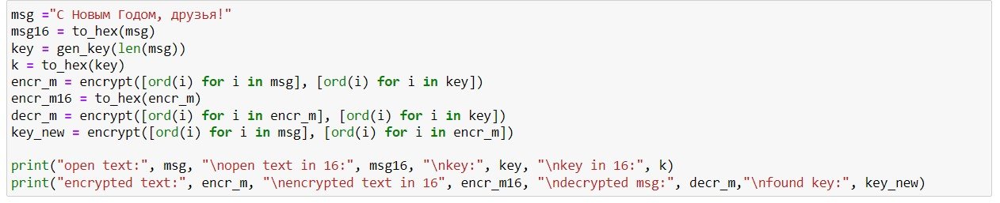 msg ="С Новым Годом, друзья!"
msg16 = to_hex(msg)
key = gen_key(len(msg))
k = to_hex(key)
encr_m = encrypt([ord(i) for i in msg], [ord(i) for i in key])
encr_m16 = to_hex(encr_m)
decr_m = encrypt([ord(i) for i in encr_m], [ord(i) for i in key])
key_new = encrypt([ord(i) for i in msg], [ord(i) for i in encr_m])
print("open text:", msg, "\nopen text in 16:", msg16, "\nkey:", key, "\nkey in 16:", k)
print("encrypted text:", encr_m, "\nencrypted text in 16", encr_m16, "\ndecrypted msg:", decr_m,"\nfound key:", key_new)